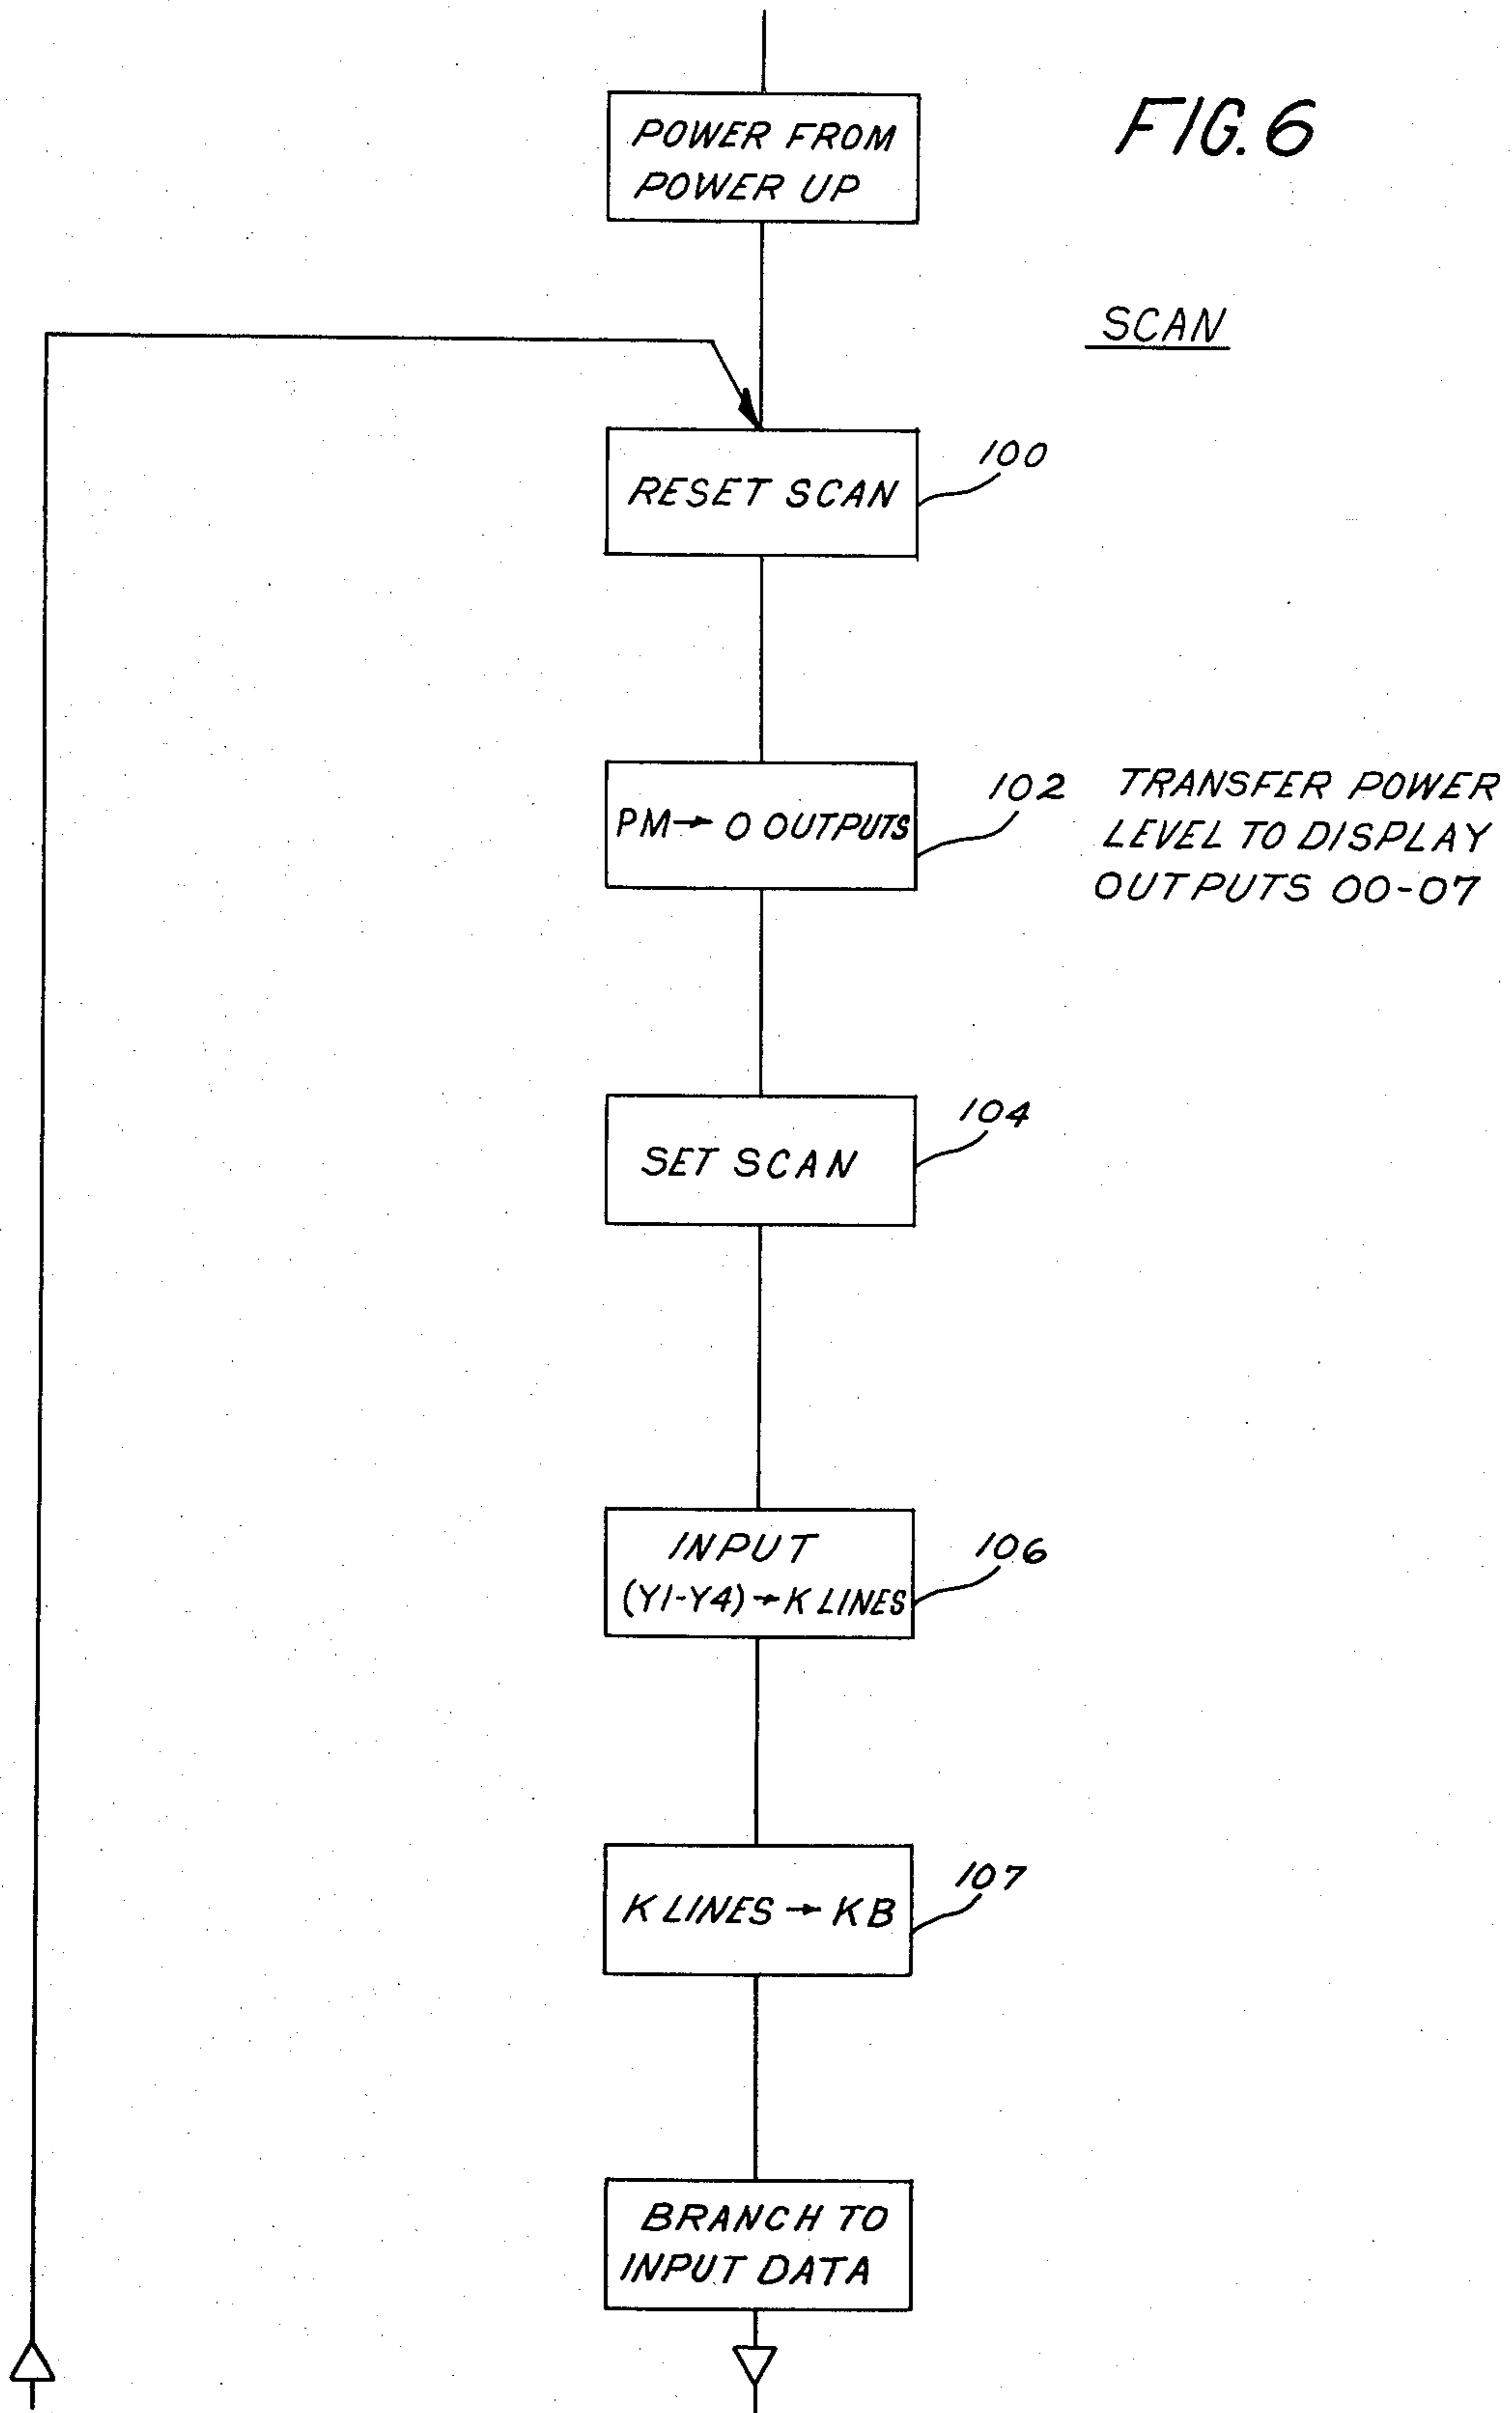 FIG. 6
POWER FROM
POWER UP
SCAN
RESET SCAN
100
PM→ O OUTPUTS
102
TRANSFER POWER
LEVEL TO DISPLAY
OUTPUTS 00-07
SET SCAN
104
INPUT
(Y1-Y4)→K LINES
106
K LINES → KB
107
BRANCH TO
INPUT DATA